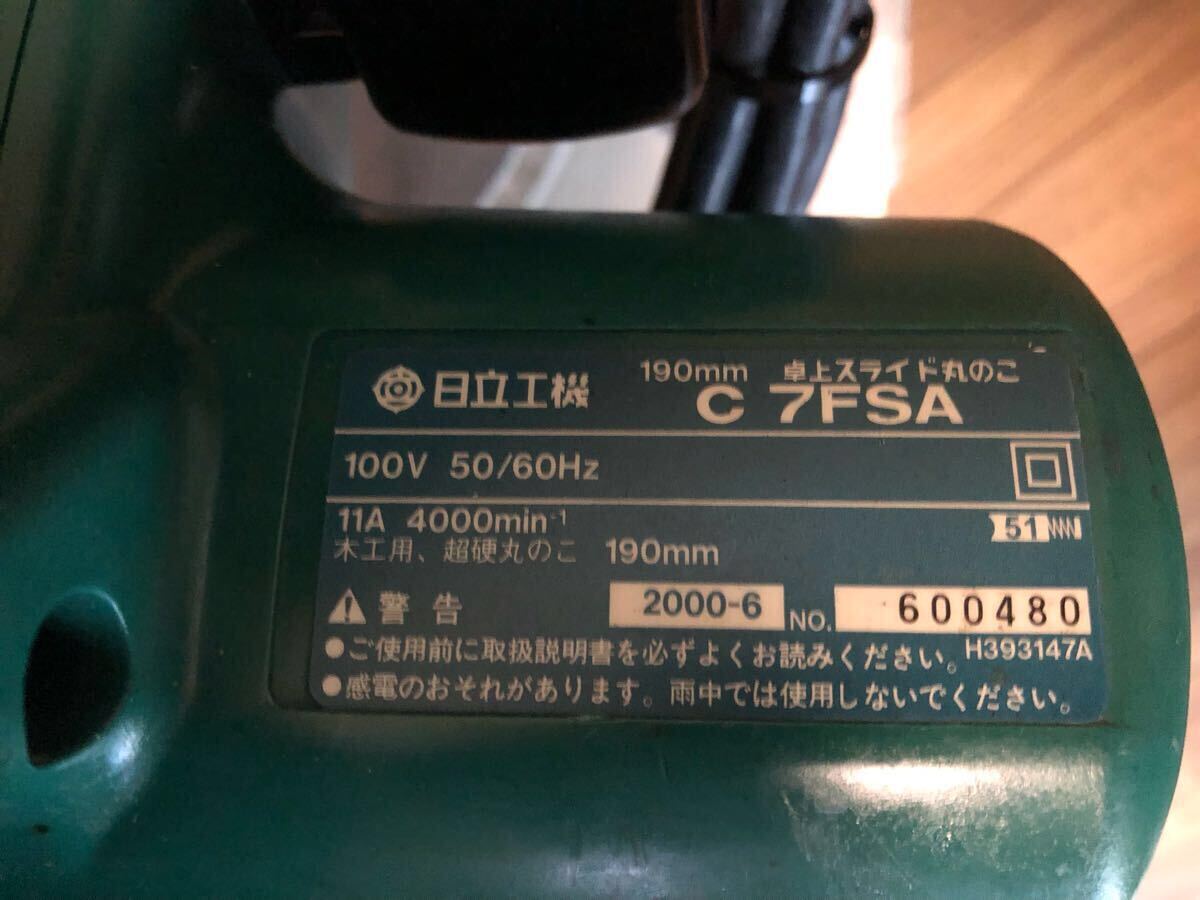 190mm 卓上スライド丸のこ
日立工機 C 7FSA
100V 50/60Hz
11A 4000min⁻¹
51
木工用、超硬丸のこ 190mm
⚠警告 2000-6 NO. 600480
●ご使用前に取扱説明書を必ずよくお読みください。 H393147A
●感電のおそれがあります。雨中では使用しないでください。